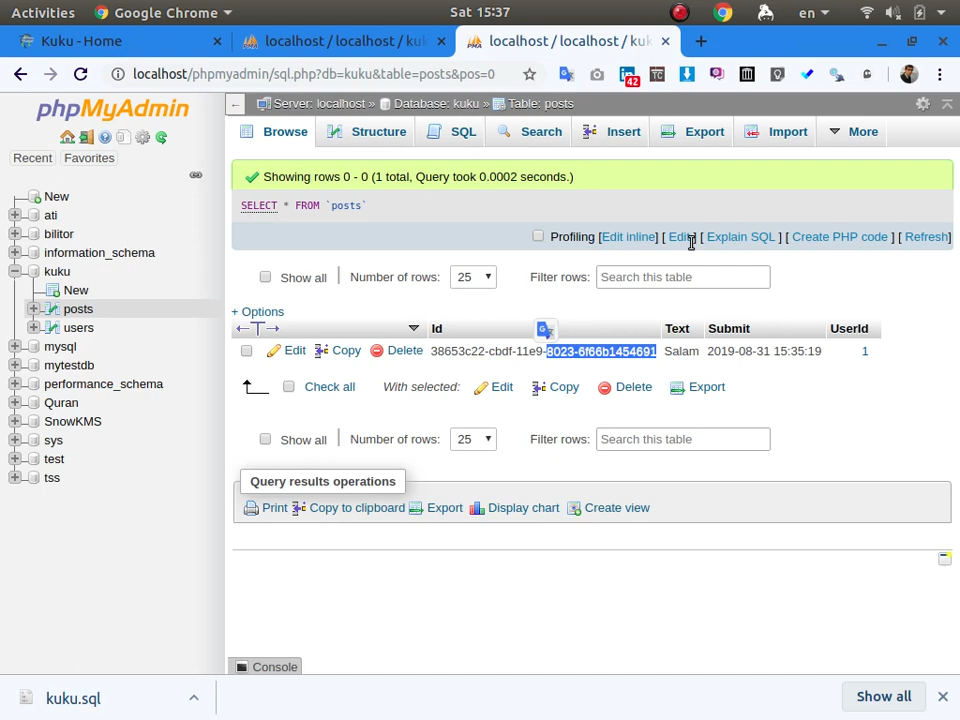 Activities
Google Chrome
Sat 15:37
en
Kuku - Home
localhost / localhost / kuk
localhost / localhost / kuk
localhost/phpmyadmin/sql.php?db=kuku&table=posts&pos=0
42
TC
phpMyAdmin
Recent
Favorites
New
ati
bilitor
information_schema
kuku
New
posts
users
mysql
mytestdb
performance_schema
Quran
SnowKMS
sys
test
tss
Server: localhost » Database: kuku » Table: posts
Browse
Structure
SQL
Search
Insert
Export
Import
More
Showing rows 0 - 0 (1 total, Query took 0.0002 seconds.)
SELECT * FROM `posts`
Profiling [Edit inline] [ Edit ] [ Explain SQL ] [ Create PHP code ] [ Refresh]
Show all
Number of rows:
25
Filter rows:
Search this table
+ Options
Id
Text
Submit
UserId
Edit
Copy
Delete
38653c22-cbdf-11e9-8023-6f66b1454691
Salam
2019-08-31 15:35:19
1
Check all
With selected:
Edit
Copy
Delete
Export
Show all
Number of rows:
25
Filter rows:
Search this table
Query results operations
Print
Copy to clipboard
Export
Display chart
Create view
Console
kuku.sql
Show all